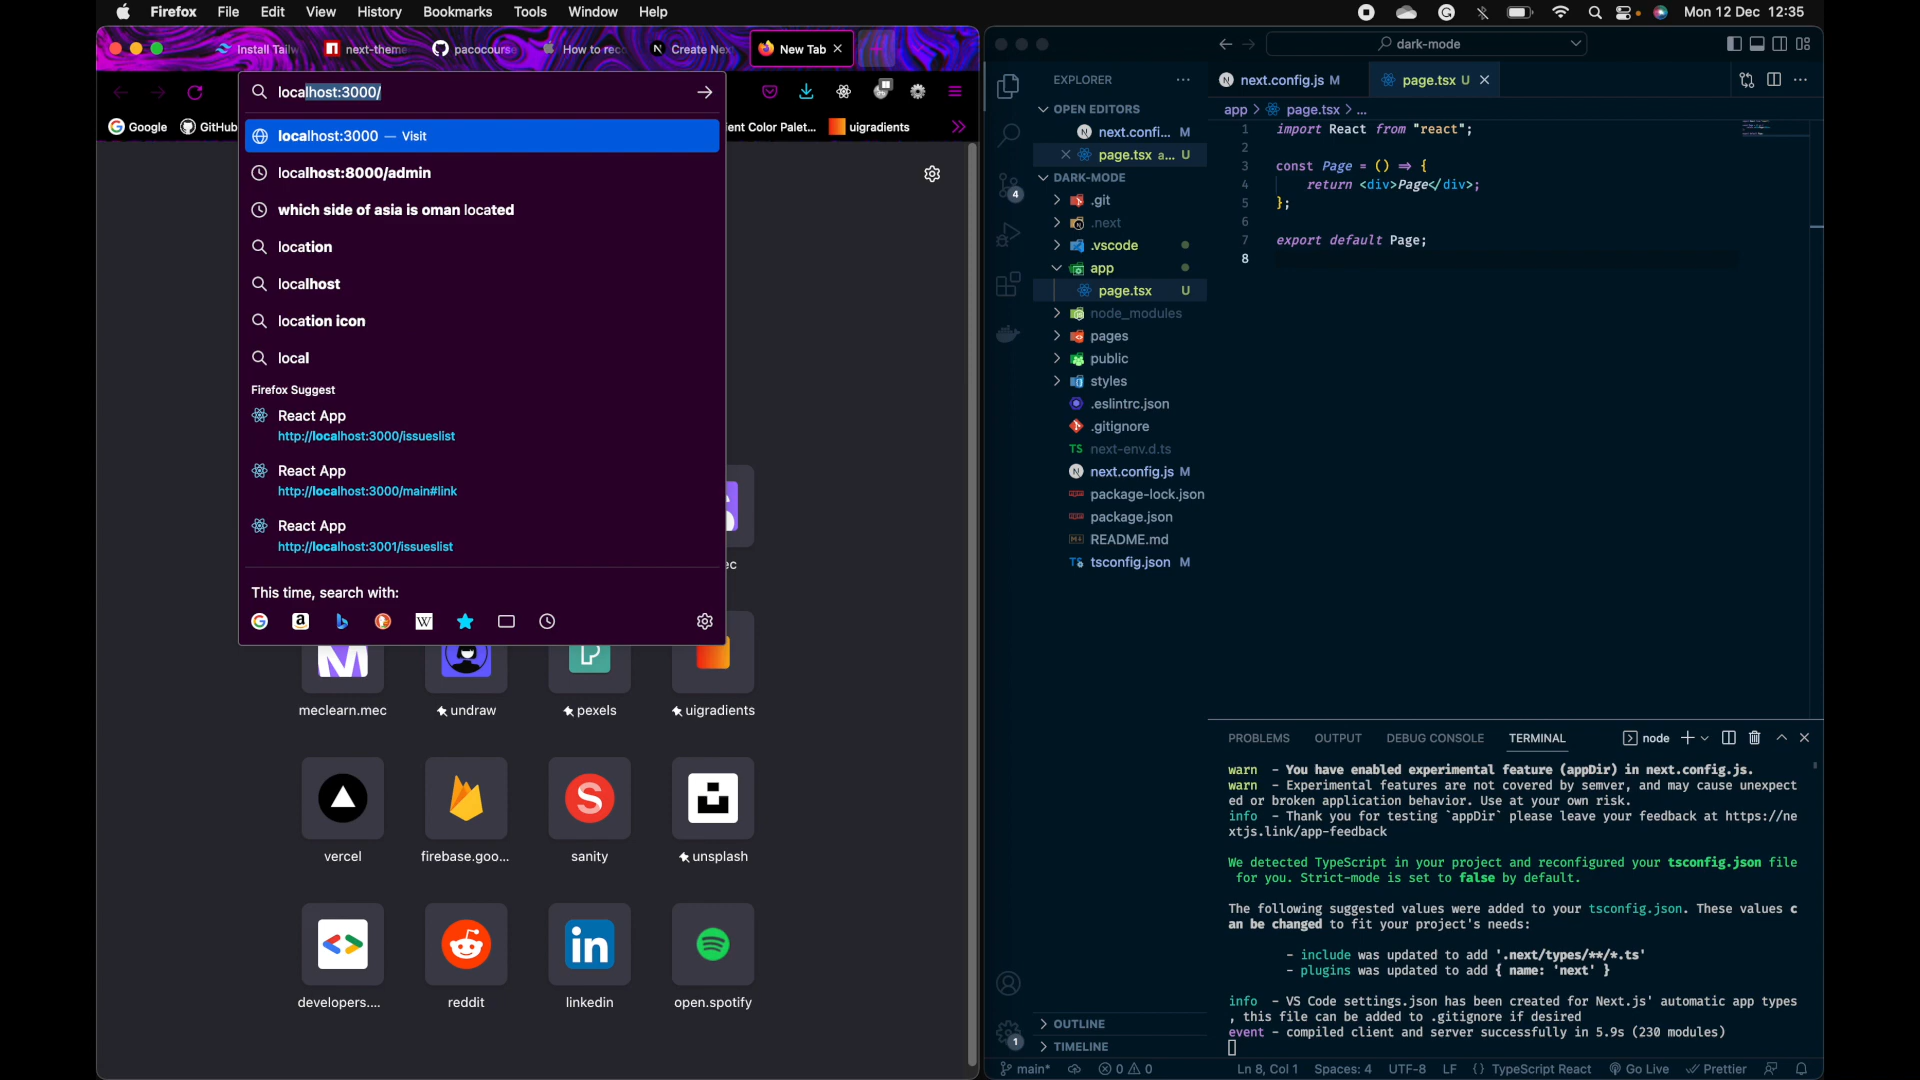 Firefox File Edit View History Bookmarks Tools Window Help
Mon 12 Dec 12:35
Install Tailw
next-theme
pacocourse
How to rec
Create Nex
New Tab
localhost:3000/
Google
GitHub
ient Color Palet...
uigradients
localhost:3000 — Visit
localhost:8000/admin
which side of asia is oman located
location
localhost
location icon
local
Firefox Suggest
React App
http://localhost:3000/issueslist
React App
http://localhost:3000/main#link
React App
http://localhost:3001/issueslist
This time, search with:
ec
meclearn.mec
undraw
pexels
uigradients
vercel
firebase.goo...
sanity
unsplash
developers....
reddit
linkedin
open.spotify
dark-mode
EXPLORER
OPEN EDITORS
next.confi... M
page.tsx a... U
DARK-MODE
.git
.next
.vscode
app
page.tsx U
node_modules
pages
public
styles
.eslintrc.json
.gitignore
next-env.d.ts
next.config.js M
package-lock.json
package.json
README.md
tsconfig.json M
OUTLINE
TIMELINE
next.config.js M
page.tsx U
app > page.tsx > ...
1 import React from "react";
2
3 const Page = () => {
4 return <div>Page</div>;
5 };
6
7 export default Page;
8
PROBLEMS OUTPUT DEBUG CONSOLE TERMINAL
node
warn - You have enabled experimental feature (appDir) in next.config.js.
warn - Experimental features are not covered by semver, and may cause unexpect
ed or broken application behavior. Use at your own risk.
info - Thank you for testing `appDir` please leave your feedback at https://ne
xtjs.link/app-feedback
We detected TypeScript in your project and reconfigured your tsconfig.json file
for you. Strict-mode is set to false by default.
The following suggested values were added to your tsconfig.json. These values c
an be changed to fit your project's needs:
- include was updated to add '.next/types/**/*.ts'
- plugins was updated to add { name: 'next' }
info - VS Code settings.json has been created for Next.js' automatic app types
, this file can be added to .gitignore if desired
event - compiled client and server successfully in 5.9s (230 modules)
4
1
main* 0 0
Ln 8, Col 1 Spaces: 4 UTF-8 LF {} TypeScript React Go Live Prettier